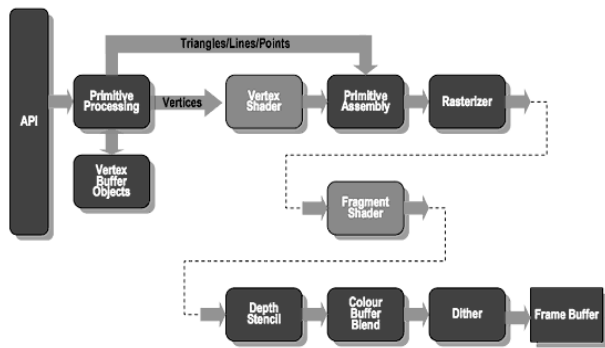 Triangles/Lines/Points
API
Primitive
Processing
Vertices
Vertex
Shader
Primitive
Assembly
Rasterizer
Vertex
Buffer
Objects
Fragment
Shader
Depth
Stencil
Colour
Buffer
Blend
Dither
Frame Buffer